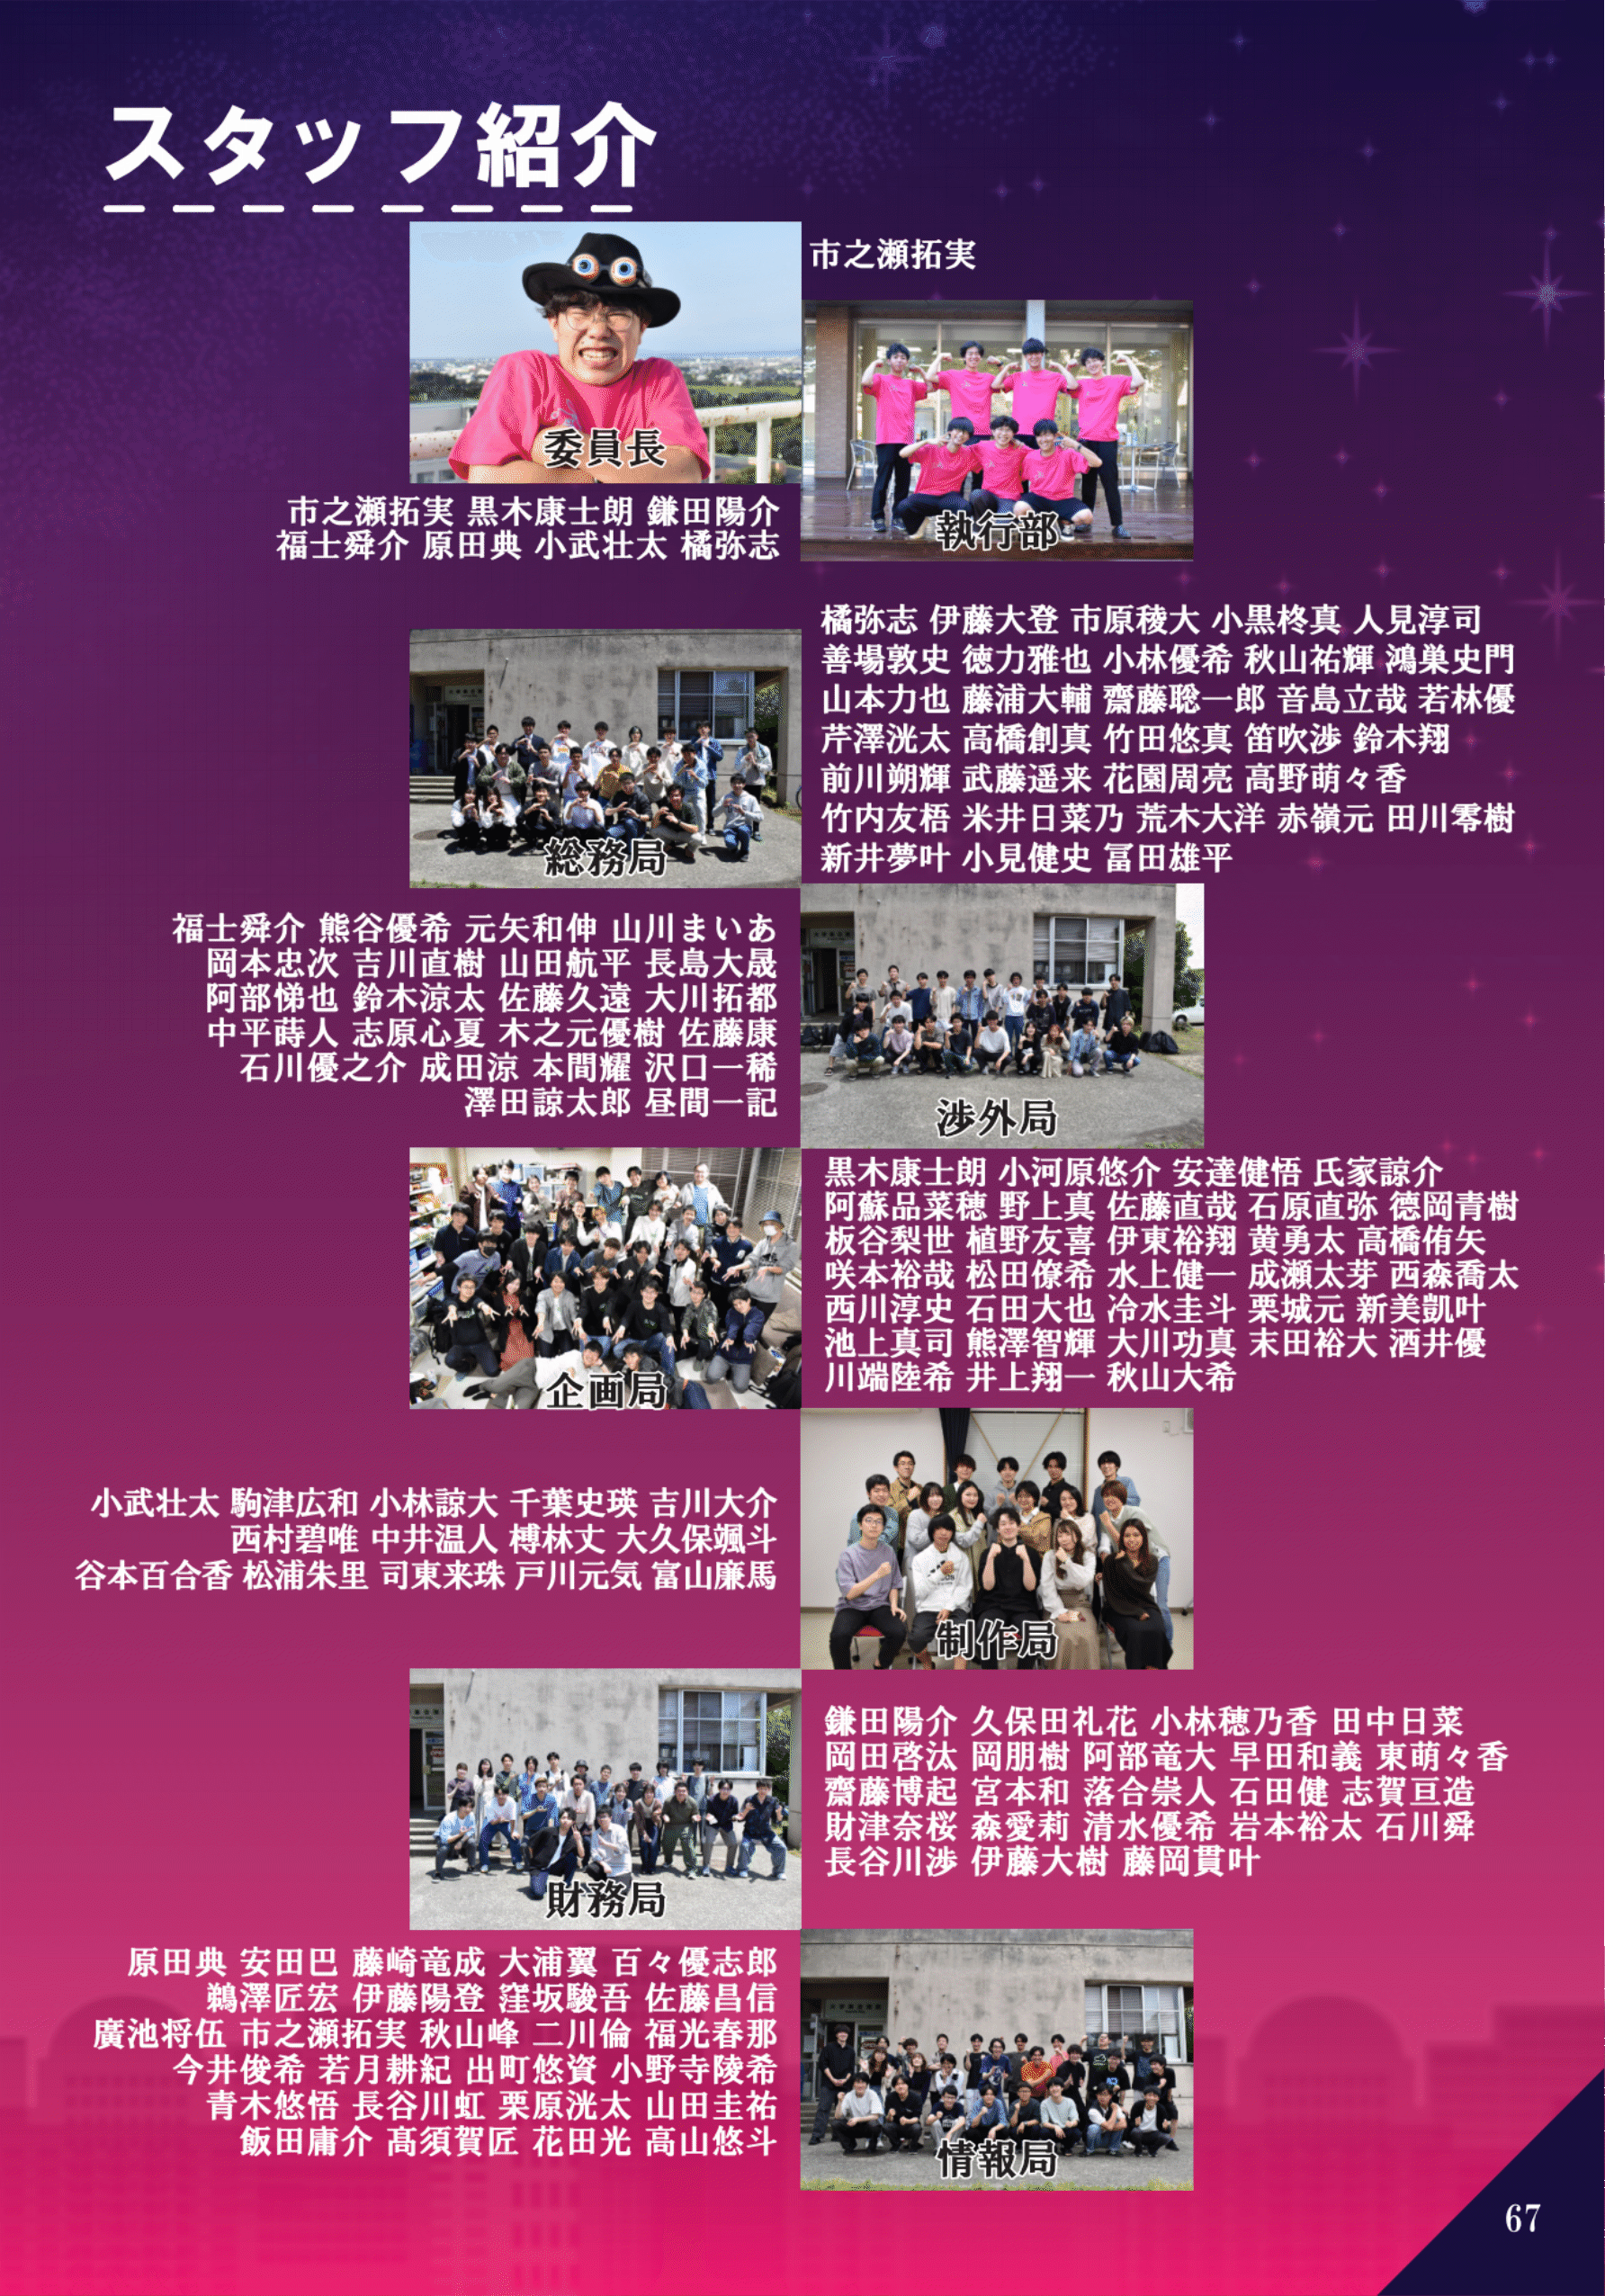 スタッフ紹介
市之瀬拓実
委員長
市之瀬拓実 黒木康士朗 鎌田陽介
福士舜介 原田典 小武壮太 橘弥志
執行部
橘弥志 伊藤大登 市原稜大 小黒柊真 人見淳司
善場敦史 徳力雅也 小林優希 秋山祐輝 鴻巣史門
山本力也 藤浦大輔 齋藤聡一郎 音島立哉 若林優
芹澤洸太 高橋創真 竹田悠真 笛吹渉 鈴木翔
前川朔輝 武藤遥来 花園周亮 高野萌々香
竹内友梧 米井日菜乃 荒木大洋 赤嶺元 田川零樹
新井夢叶 小見健史 冨田雄平
総務局
福士舜介 熊谷優希 元矢和伸 山川まいあ
岡本忠次 吉川直樹 山田航平 長島大晟
阿部悌也 鈴木涼太 佐藤久遠 大川拓都
中平蒔人 志原心夏 木之元優樹 佐藤康
石川優之介 成田涼 本間耀 沢口一稀
澤田諒太郎 昼間一記
渉外局
黒木康士朗 小河原悠介 安達健悟 氏家諒介
阿蘇品菜穂 野上真 佐藤直哉 石原直弥 德岡青樹
板谷梨世 植野友喜 伊東裕翔 黄勇太 高橋侑矢
咲本裕哉 松田僚希 水上健一 成瀬太芽 西森喬太
西川淳史 石田大也 冷水圭斗 栗城元 新美凱叶
池上真司 熊澤智輝 大川功真 末田裕大 酒井優
川端陸希 井上翔一 秋山大希
企画局
小武壮太 駒津広和 小林諒大 千葉史瑛 吉川大介
西村碧唯 中井温人 榑林丈 大久保颯斗
谷本百合香 松浦朱里 司東来珠 戸川元気 富山廉馬
制作局
鎌田陽介 久保田礼花 小林穂乃香 田中日菜
岡田啓汰 岡朋樹 阿部竜大 早田和義 東萌々香
齋藤博起 宮本和 落合崇人 石田健 志賀亘造
財津奈桜 森愛莉 清水優希 岩本裕太 石川舜
長谷川渉 伊藤大樹 藤岡貫叶
財務局
原田典 安田巴 藤崎竜成 大浦翼 百々優志郎
鵜澤匠宏 伊藤陽登 窪坂駿吾 佐藤昌信
廣池将伍 市之瀬拓実 秋山峰 二川倫 福光春那
今井俊希 若月耕紀 出町悠資 小野寺陵希
青木悠悟 長谷川虹 栗原洸太 山田圭祐
飯田庸介 髙須賀匠 花田光 高山悠斗
情報局
67